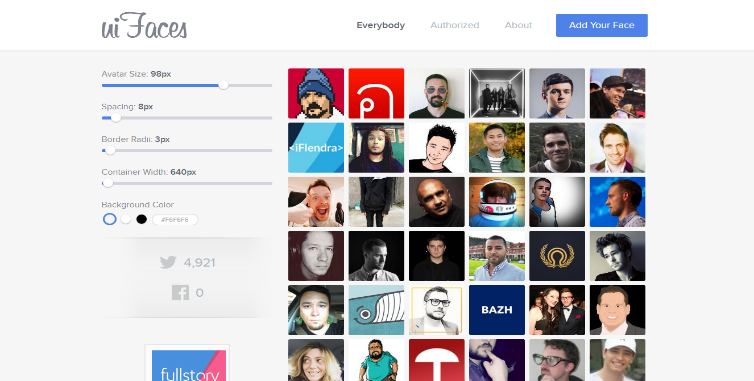 uiFaces
Everybody
Authorized
About
Add Your Face
Avatar Size: 98px
Spacing: 8px
Border Radii: 3px
Container Width: 640px
Background Color
#F6F6F6
4,921
0
fullstory
<iFlendra>
BAZH